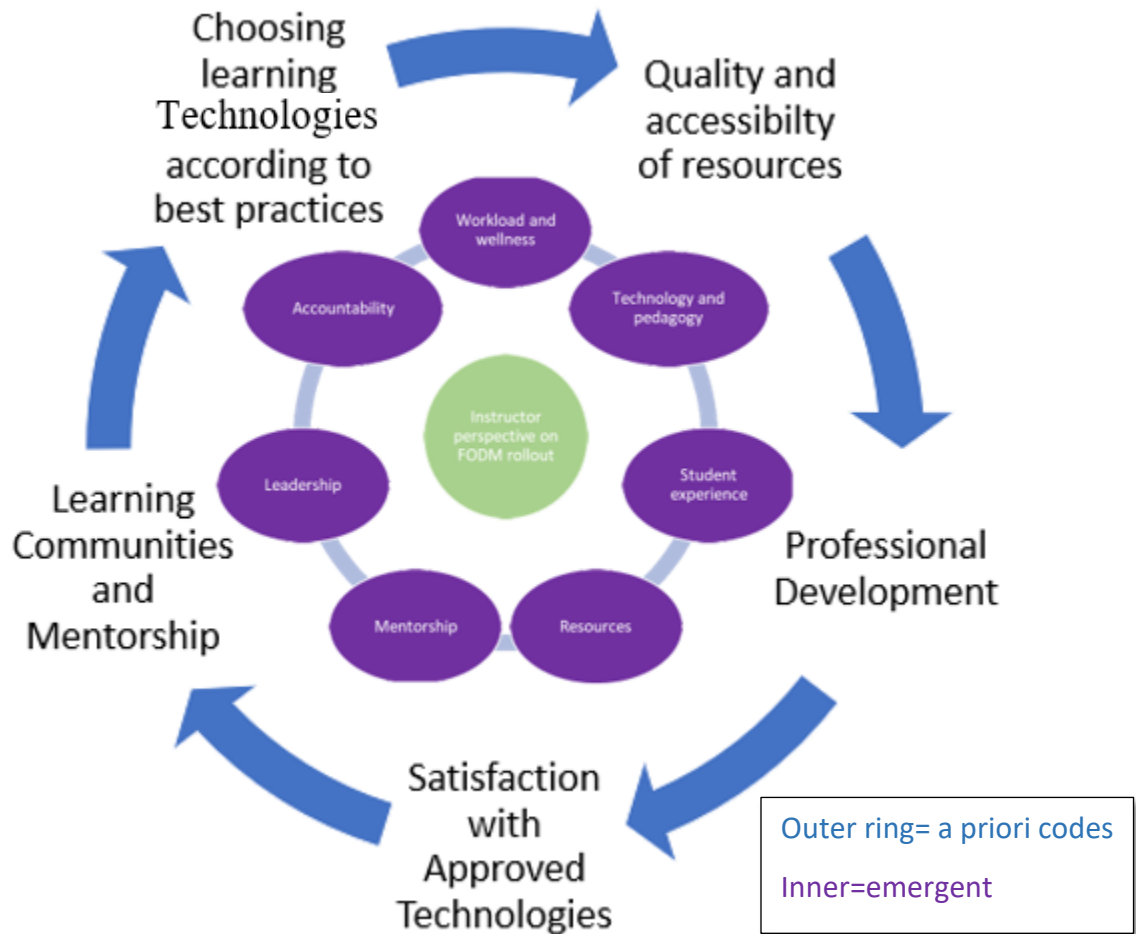 Choosing
learning
Technologies
according to
best practices
Quality and
accessibilty
of resources
Professional
Development
Satisfaction
with
Approved
Technologies
Learning
Communities
and
Mentorship
Workload and
wellness
Technology and
pedagogy
Student
experience
Resources
Mentorship
Leadership
Accountability
Instructor
perspective on
FODM rollout
Outer ring= a priori codes
Inner=emergent